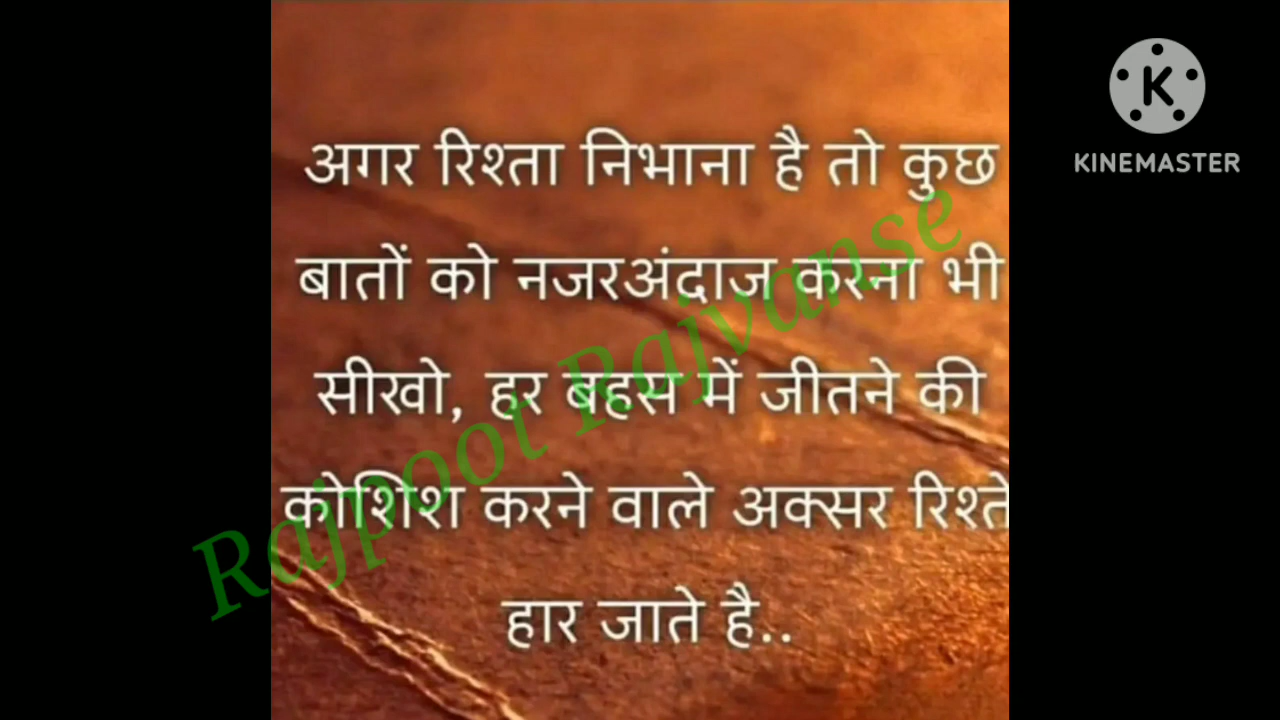 अगर रिश्ता निभाना है तो कुछ
बातों को नजरअंदाज करना भी
सीखो, हर बहस में जीतने की
कोशिश करने वाले अक्सर रिश्ते
हार जाते है..
Rajpoot Rajvanse
KINEMASTER